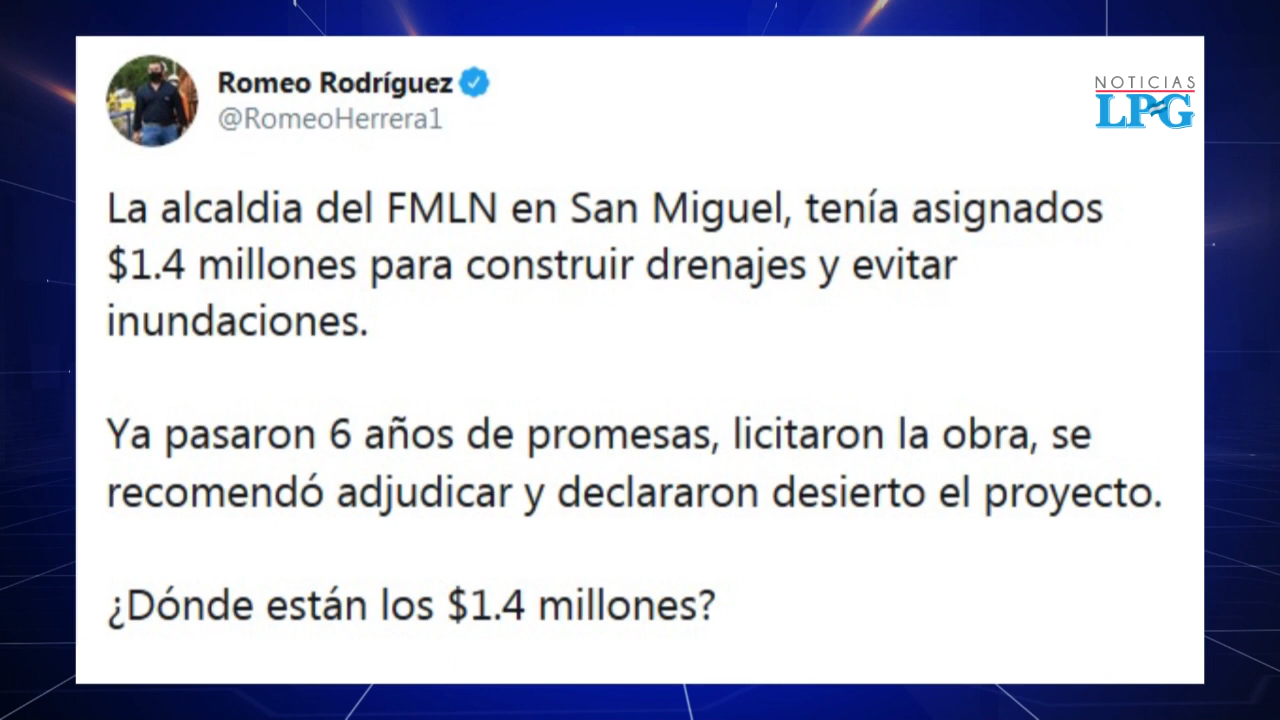 Romeo Rodríguez
@RomeoHerrera1
NOTICIAS
LPG
La alcaldia del FMLN en San Miguel, tenía asignados
$1.4 millones para construir drenajes y evitar
inundaciones.
Ya pasaron 6 años de promesas, licitaron la obra, se
recomendó adjudicar y declararon desierto el proyecto.
¿Dónde están los $1.4 millones?